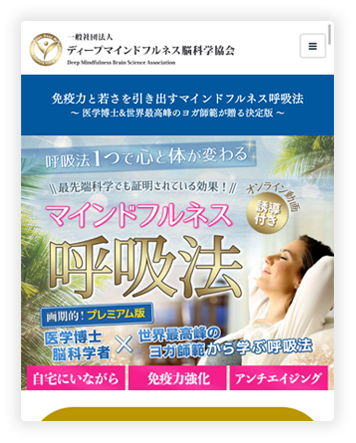 一般社団法人
ディープマインドフルネス脳科学協会
Deep Mindfulness Brain Science Association
免疫力と若さを引き出すマインドフルネス呼吸法
～ 医学博士&世界最高峰のヨガ師範が贈る決定版 ～
呼吸法1つで心と体が変わる
\\最先端科学でも証明されている効果！//
オンライン動画
誘導付き
マインドフルネス
呼吸法
画期的！プレミアム版
医学博士
脳科学者
×
世界最高峰の
ヨガ師範から学ぶ呼吸法
自宅にいながら
免疫力強化
アンチエイジング